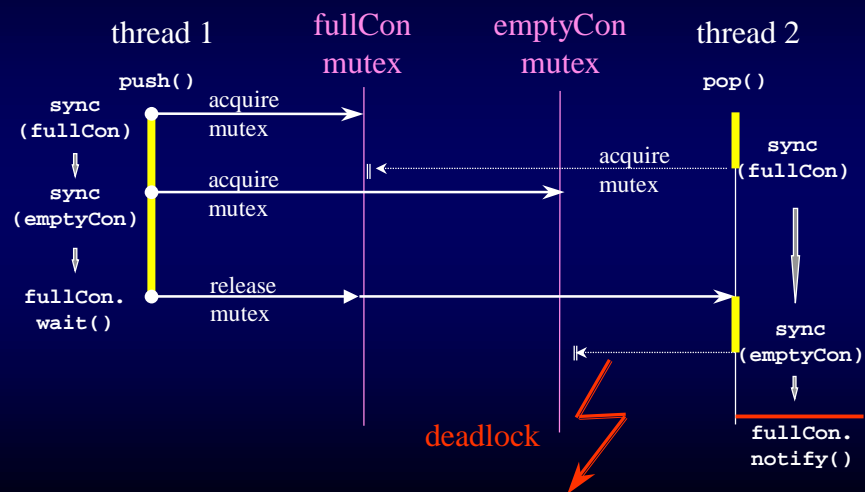 thread 1
fullCon
mutex
emptyCon
mutex
thread 2
push()
pop()
sync
(fullCon)
acquire
mutex
acquire
mutex
sync
(fullCon)
sync
(emptyCon)
acquire
mutex
fullCon.
wait()
release
mutex
sync
(emptyCon)
deadlock
fullCon.
notify()